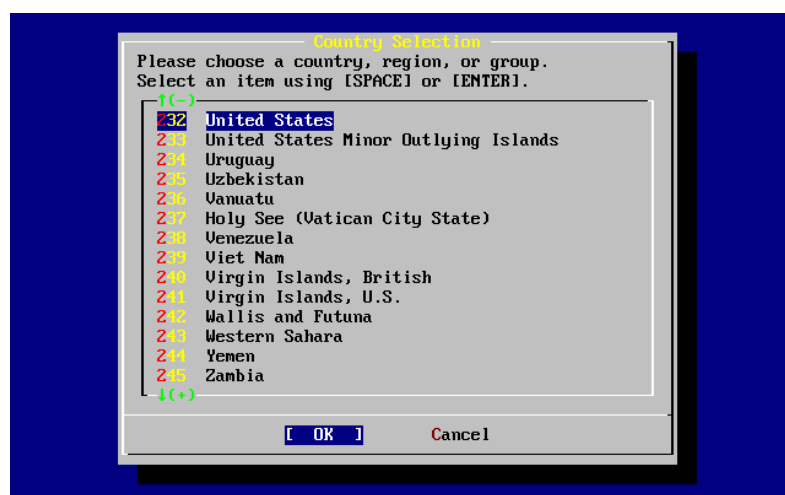 Country Selection
Please choose a country, region, or group.
Select an item using [SPACE] or [ENTER].
↑(-)
232 United States
233 United States Minor Outlying Islands
234 Uruguay
235 Uzbekistan
236 Vanuatu
237 Holy See (Vatican City State)
238 Venezuela
239 Viet Nam
240 Virgin Islands, British
241 Virgin Islands, U.S.
242 Wallis and Futuna
243 Western Sahara
244 Yemen
245 Zambia
↓(+)
[ OK ] Cancel